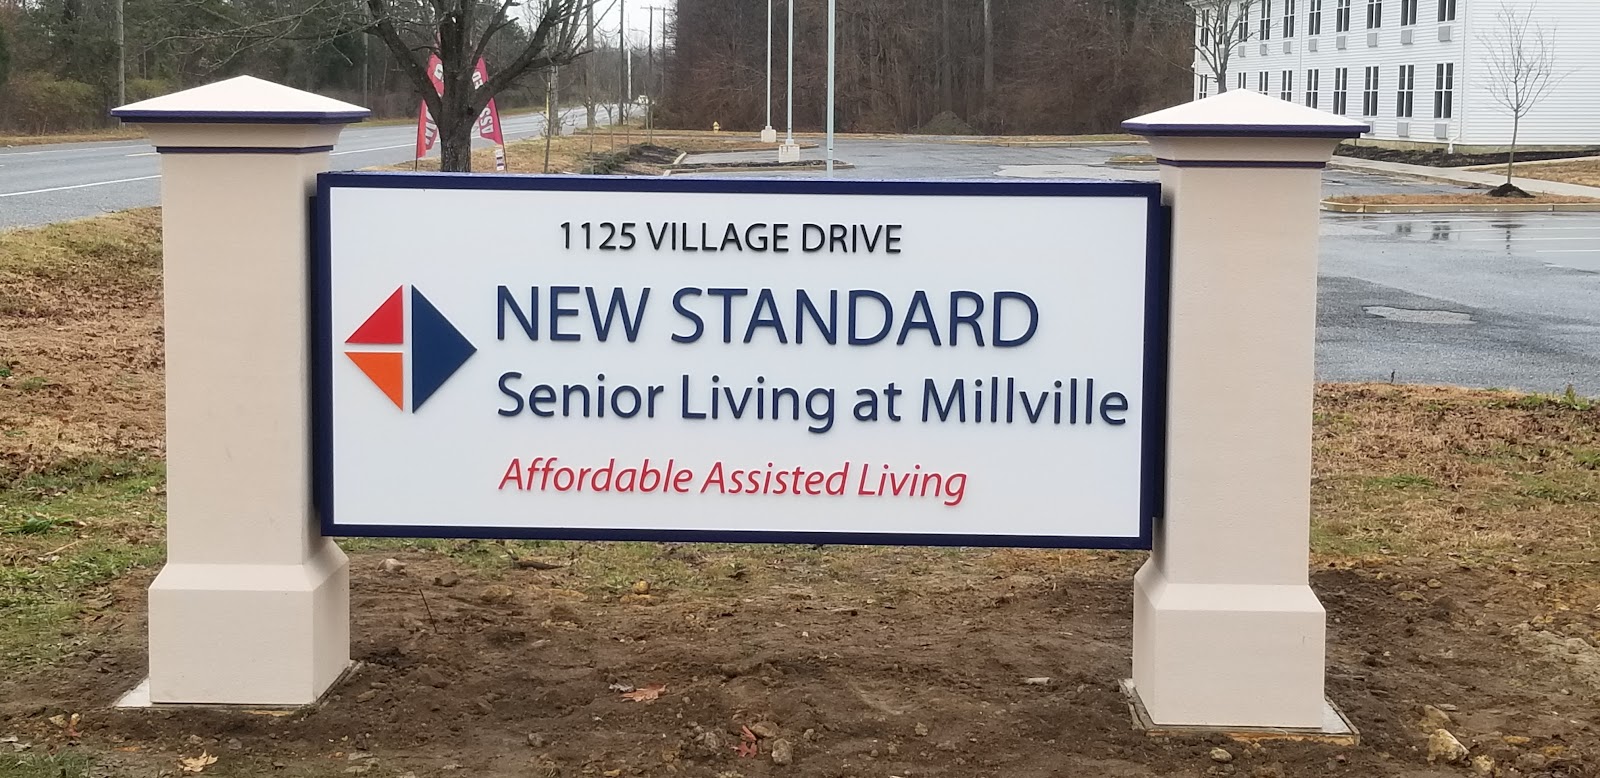 1125 VILLAGE DRIVE
NEW STANDARD
Senior Living at Millville
Affordable Assisted Living